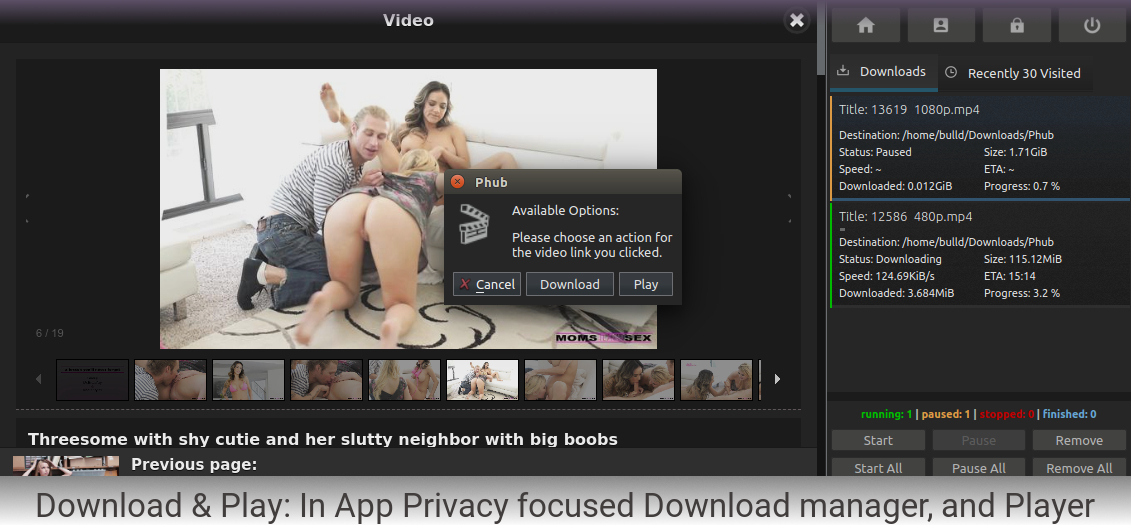 Video
6 / 19
MOMS SEX
Threesome with shy cutie and her slutty neighbor with big boobs
Previous page:
Phub
Available Options:
Please choose an action for
the video link you clicked.
Cancel
Download
Play
Downloads
Recently 30 Visited
Title: 13619 1080p.mp4
Destination: /home/bulld/Downloads/Phub
Status: Paused
Size: 1.71GiB
Speed: ~
ETA: ~
Downloaded: 0.012GiB
Progress: 0.7 %
Title: 12586 480p.mp4
Destination: /home/bulld/Downloads/Phub
Status: Downloading
Size: 115.12MiB
Speed: 124.69KiB/s
ETA: 15:14
Downloaded: 3.684MiB
Progress: 3.2 %
running: 1 | paused: 1 | stopped: 0 | finished: 0
Start
Pause
Remove
Start All
Pause All
Remove All
Download & Play: In App Privacy focused Download manager, and Player